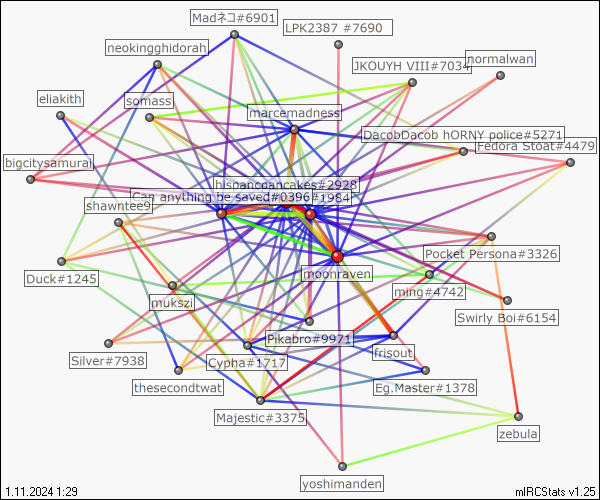 Madネコ#6901
LPK2387 ⁰7690
neokingghidorah
normalwan
JKOUYH VIII#7034
eliakith
somass
marcemadness
DacobDacob hORNY police#5271
Fedora Stoat#4479
bigcitysamurai
hispancancakes#2928
Can anything be saved#0396
#1984
shawntee9
Pocket Persona#3326
moonraven
Duck#1245
ming#4742
mukszi
Swirly Boi#6154
Pikabro#9971
frisout
Silver#7938
Cypha#1717
thesecondtwat
Eg.Master#1378
Majestic#3375
zebula
yoshimanden
1.11.2024 1:29
mIRCStats v1.25